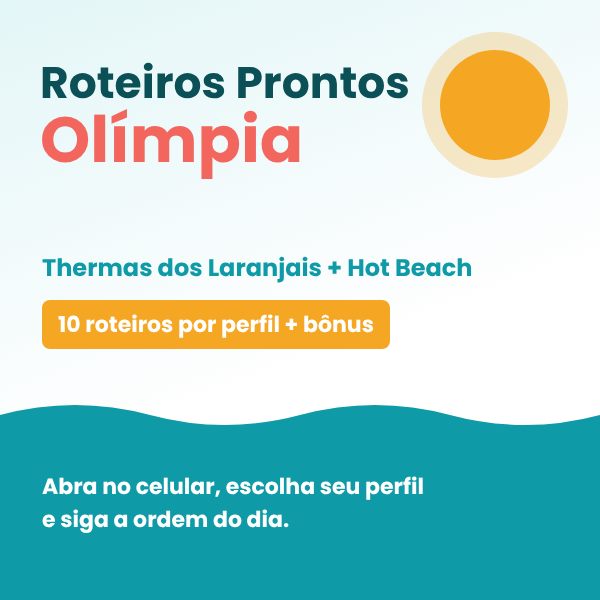 Roteiros Prontos
Olímpia
Thermas dos Laranjais + Hot Beach
10 roteiros por perfil + bônus
Abra no celular, escolha seu perfil
e siga a ordem do dia.